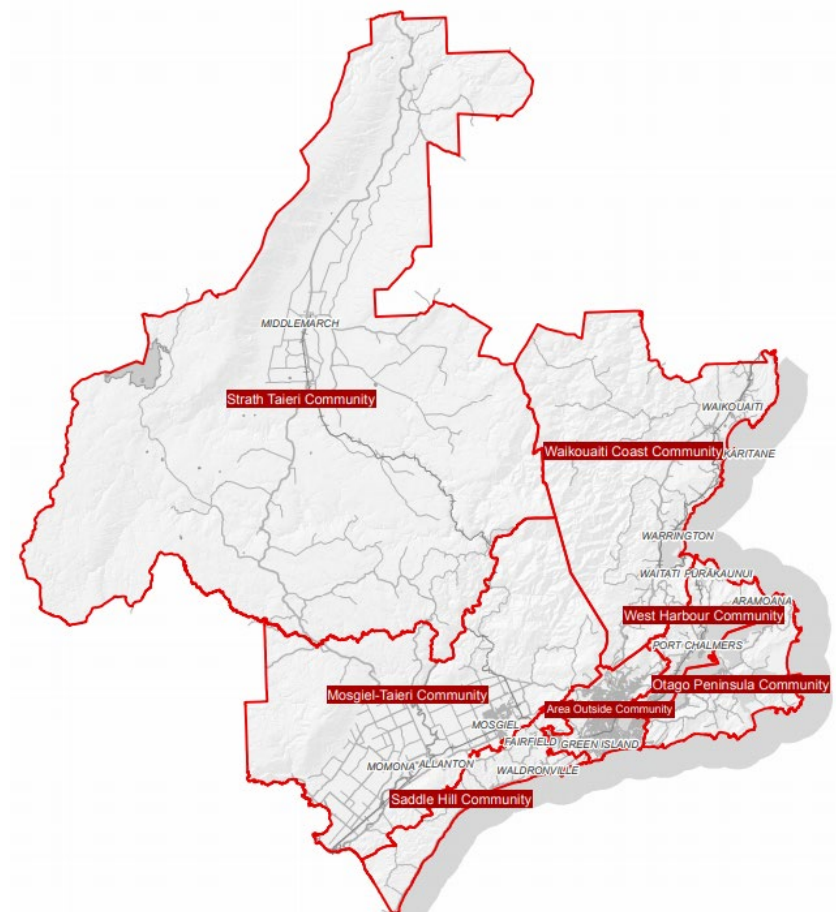 MIDDLEMARCH
Strath Taieri Community
WAIKOUAITI
Waikouaiti Coast Community
KARITANE
WARRINGTON
WAITATI
PURĀKAUNUI
ARAMOANA
West Harbour Community
PORT CHALMERS
Otago Peninsula Community
Mosgiel-Taieri Community
Area Outside Community
MOSGIEL
FAIRFIELD
GREEN ISLAND
MOMONA
ALLANTON
WALDRONVILLE
Saddle Hill Community